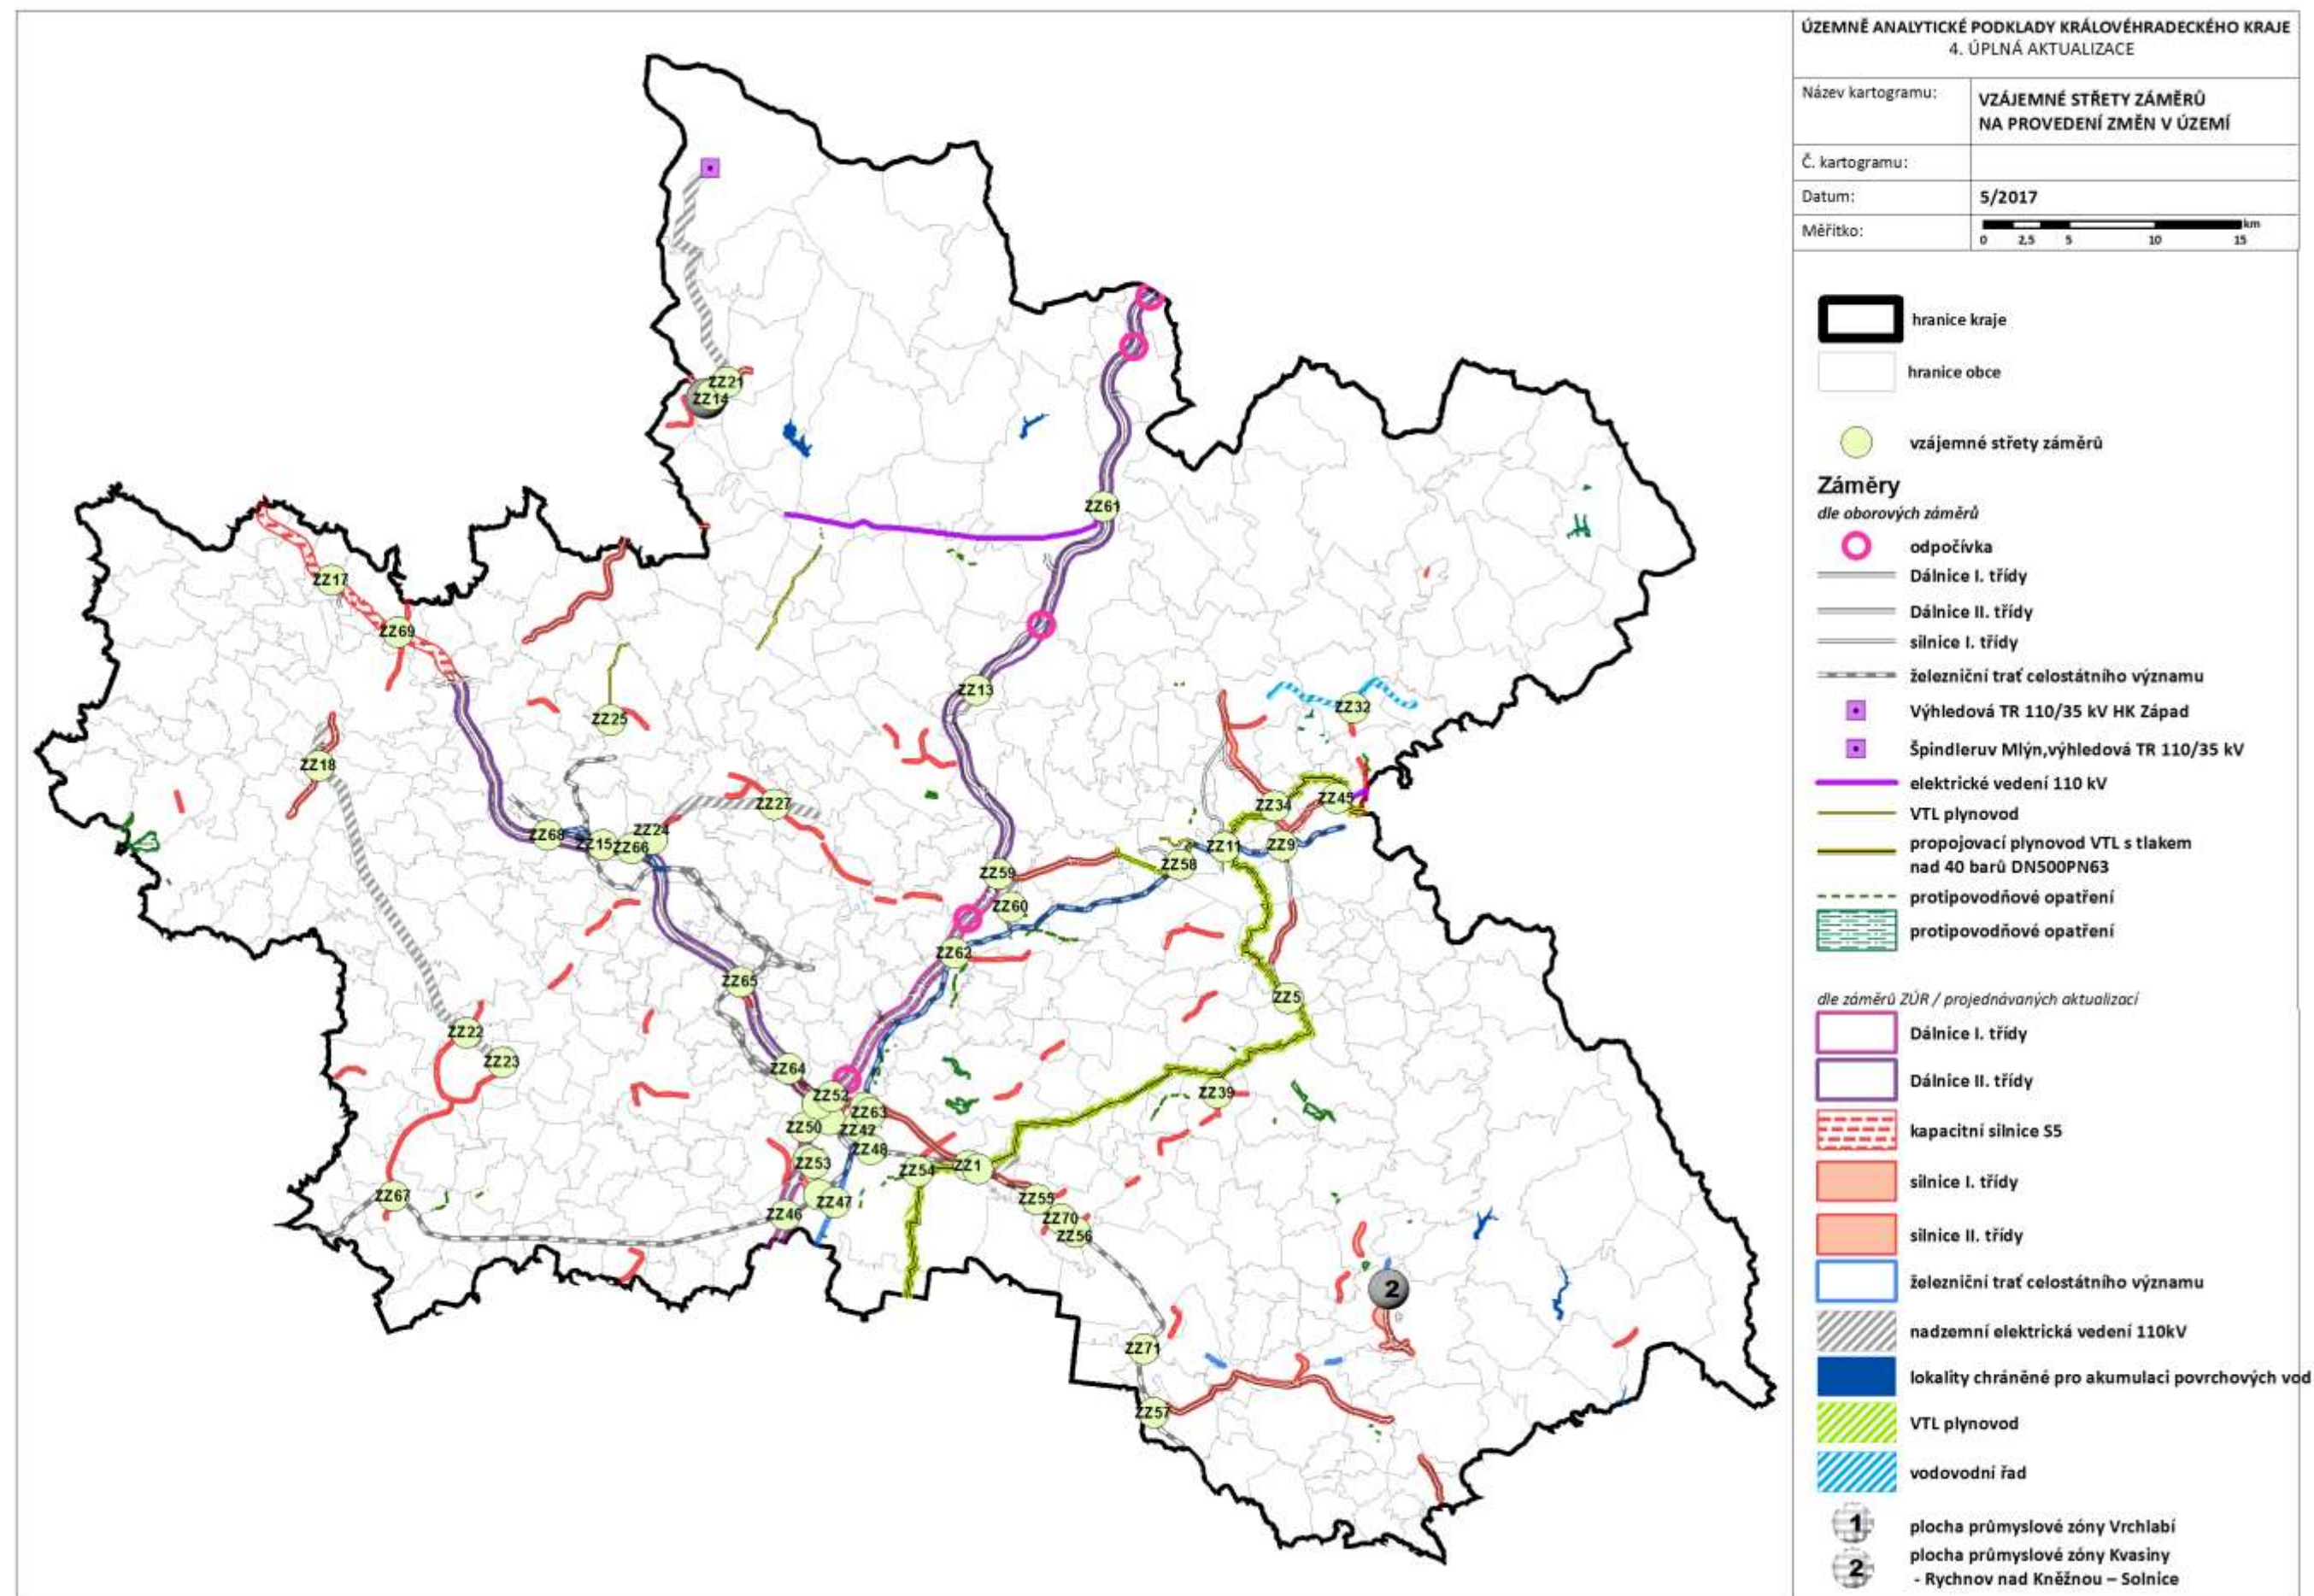 ÚZEMNĚ ANALYTICKÉ PODKLADY KRÁLOVÉHRADECKÉHO KRAJE
4. ÚPLNÁ AKTUALIZACE
Název kartogramu:
VZÁJEMNÉ STŘETY ZÁMĚRŮ
NA PROVEDENÍ ZMĚN V ÚZEMÍ
Č. kartogramu:
Datum:
5/2017
Měřítko:
km
0 2,5 5 10 15
hranice kraje
hranice obce
vzájemné střety záměrů
Záměry
dle oborových záměrů
odpočívka
Dálnice I. třídy
Dálnice II. třídy
silnice I. třídy
železniční trať celostátního významu
Výhledová TR 110/35 kV HK Západ
Špindleruv Mlýn,výhledová TR 110/35 kV
elektrické vedení 110 kV
VTL plynovod
propojovací plynovod VTL s tlakem
nad 40 barů DN500PN63
protipovodňové opatření
protipovodňové opatření
dle záměrů ZÚR / projednávaných aktualizací
Dálnice I. třídy
Dálnice II. třídy
kapacitní silnice S5
silnice I. třídy
silnice II. třídy
železniční trať celostátního významu
nadzemní elektrická vedení 110kV
lokality chráněné pro akumulaci povrchových vod
VTL plynovod
vodovodní řad
1
plocha průmyslové zóny Vrchlabí
2
plocha průmyslové zóny Kvasiny
- Rychnov nad Kněžnou – Solnice
ZZ21
ZZ14
ZZ61
ZZ17
ZZ69
ZZ13
ZZ25
ZZ32
ZZ18
ZZ27
ZZ34
ZZ45
ZZ68
ZZ15
ZZ24
ZZ66
ZZ11
ZZ9
ZZ58
ZZ59
ZZ60
ZZ62
ZZ65
ZZ5
ZZ22
ZZ23
ZZ64
ZZ39
ZZ52
ZZ63
ZZ50
ZZ42
ZZ48
ZZ53
ZZ54
ZZ1
ZZ67
ZZ47
ZZ46
ZZ55
ZZ70
ZZ56
2
ZZ71
ZZ57